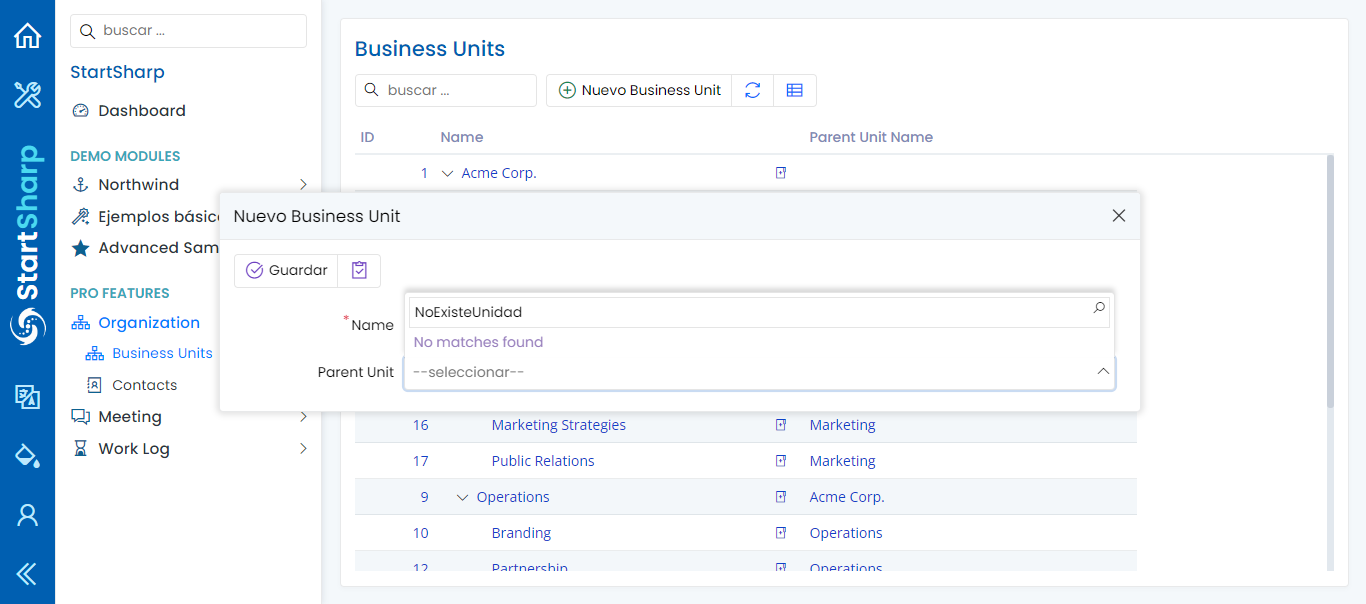 StartSharp
buscar ...
StartSharp
Dashboard
DEMO MODULES
Northwind
Ejemplos básic
Advanced Sam
PRO FEATURES
Organization
Business Units
Contacts
Meeting
Work Log
Business Units
buscar ...
Nuevo Business Unit
ID Name Parent Unit Name
1 Acme Corp.
Nuevo Business Unit
Guardar
NoExisteUnidad
* Name
No matches found
Parent Unit --seleccionar--
16 Marketing Strategies Marketing
17 Public Relations Marketing
9 Operations Acme Corp.
10 Branding Operations
12 Partnership Operations